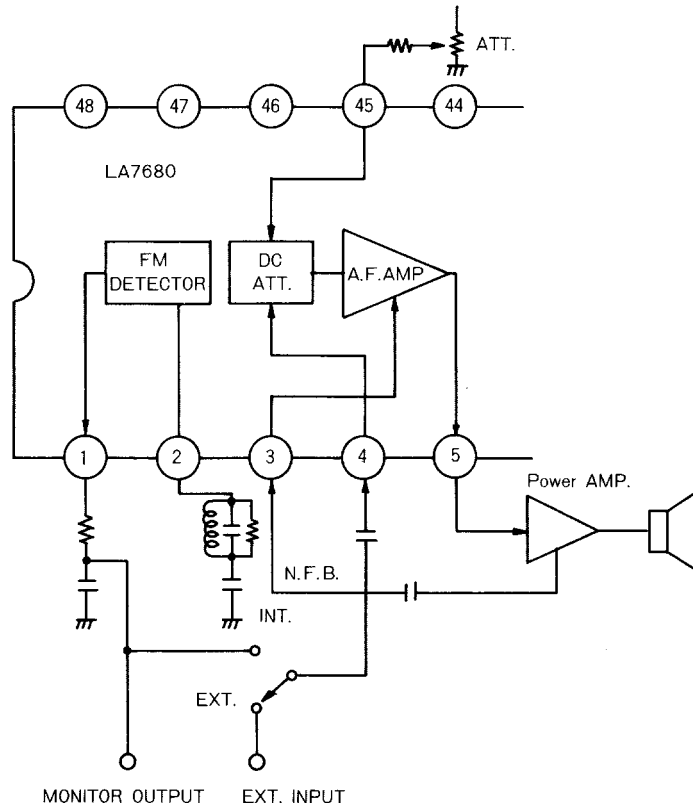 ATT.
48 47 46 45 44
LA7680
FM
DETECTOR
DC
ATT.
A.F.AMP
1 2 3 4 5
Power AMP.
N.F.B.
INT.
EXT.
MONITOR OUTPUT
EXT. INPUT